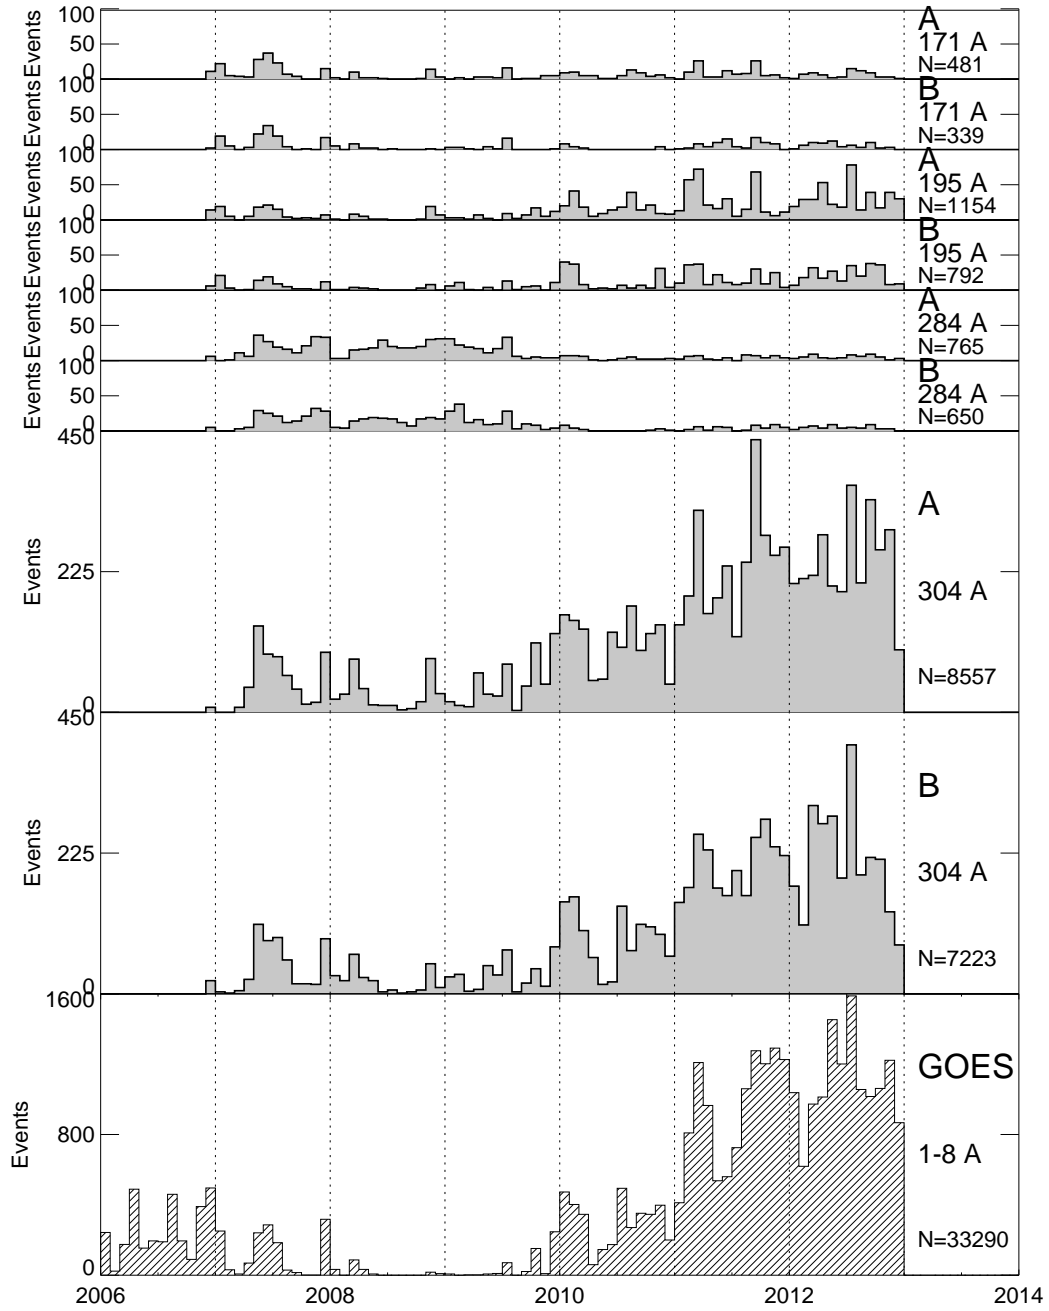 100
50
0
Events
A
171 A
N=481
100
50
0
Events
B
171 A
N=339
100
50
0
Events
A
195 A
N=1154
100
50
0
Events
B
195 A
N=792
100
50
0
Events
A
284 A
N=765
100
50
0
Events
B
284 A
N=650
450
225
0
Events
A
304 A
N=8557
450
225
0
Events
B
304 A
N=7223
1600
800
0
Events
GOES
1-8 A
N=33290
2006 2008 2010 2012 2014